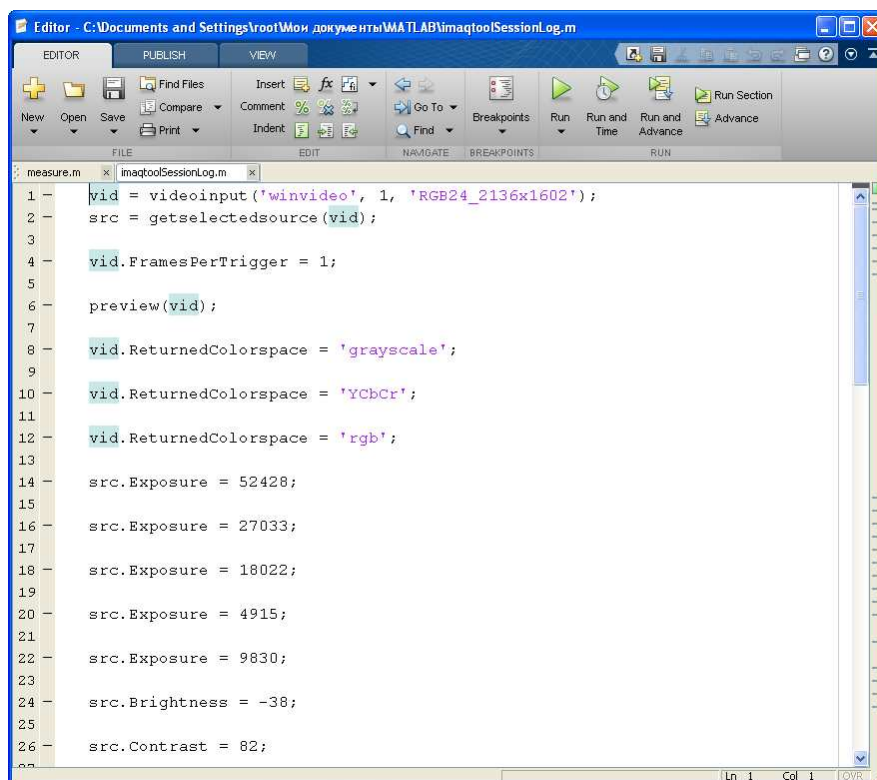 Editor - C:\Documents and Settings\root\Мои документы\MATLAB\imaqtoolSessionLog.m
EDITOR PUBLISH VIEW
Find Files Insert fx
New Open Save Compare Comment Go To Breakpoints Run Run and Time Run and Advance Run Section
Print Indent Find Advance
FILE EDIT NAVIGATE BREAKPOINTS RUN
measure.m × imaqtoolSessionLog.m ×
1 – vid = videoinput('winvideo', 1, 'RGB24_2136x1602');
2 – src = getselectedsource(vid);
3
4 – vid.FramesPerTrigger = 1;
5
6 – preview(vid);
7
8 – vid.ReturnedColorspace = 'grayscale';
9
10 – vid.ReturnedColorspace = 'YCbCr';
11
12 – vid.ReturnedColorspace = 'rgb';
13
14 – src.Exposure = 52428;
15
16 – src.Exposure = 27033;
17
18 – src.Exposure = 18022;
19
20 – src.Exposure = 4915;
21
22 – src.Exposure = 9830;
23
24 – src.Brightness = -38;
25
26 – src.Contrast = 82;
Ln 1 Col 1 OVR